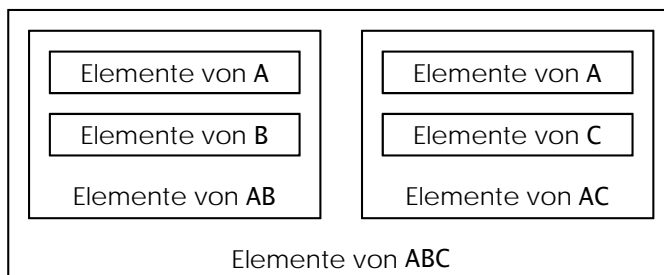 Elemente von A
Elemente von B
Elemente von AB
Elemente von A
Elemente von C
Elemente von AC
Elemente von ABC